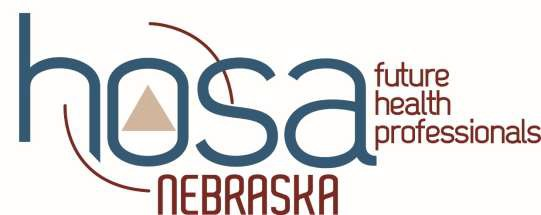 hosa
future
health
professionals
NEBRASKA